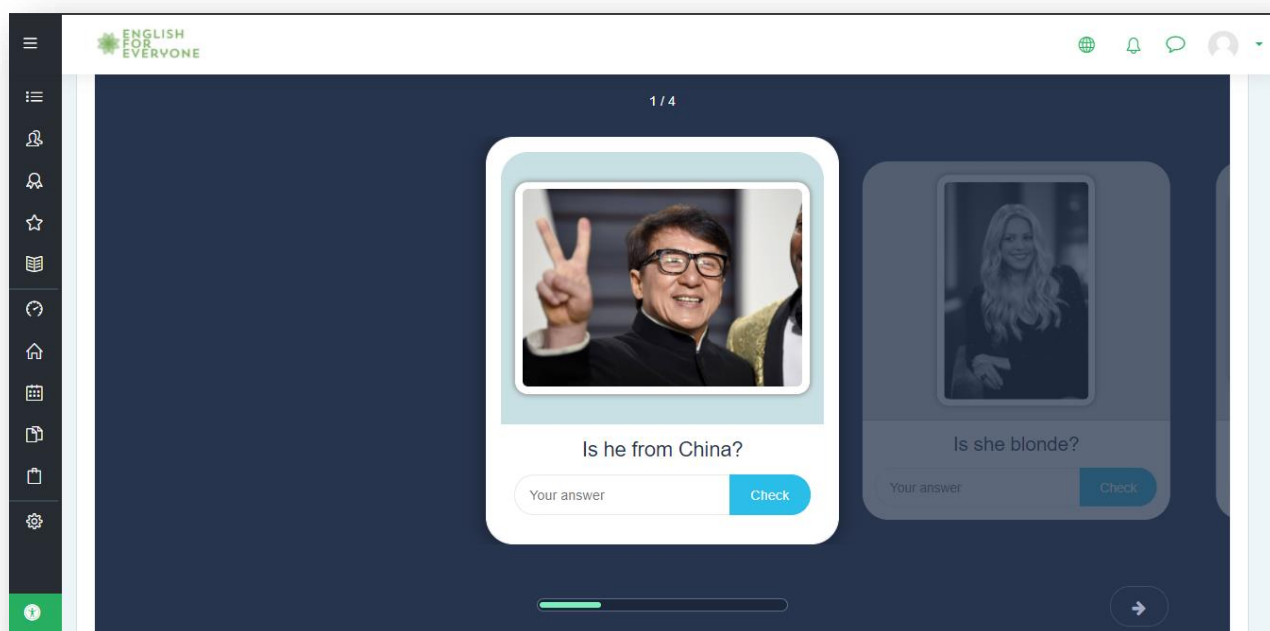 ENGLISH
FOR
EVERYONE
1 / 4
Is he from China?
Your answer
Check
Is she blonde?
Your answer
Check